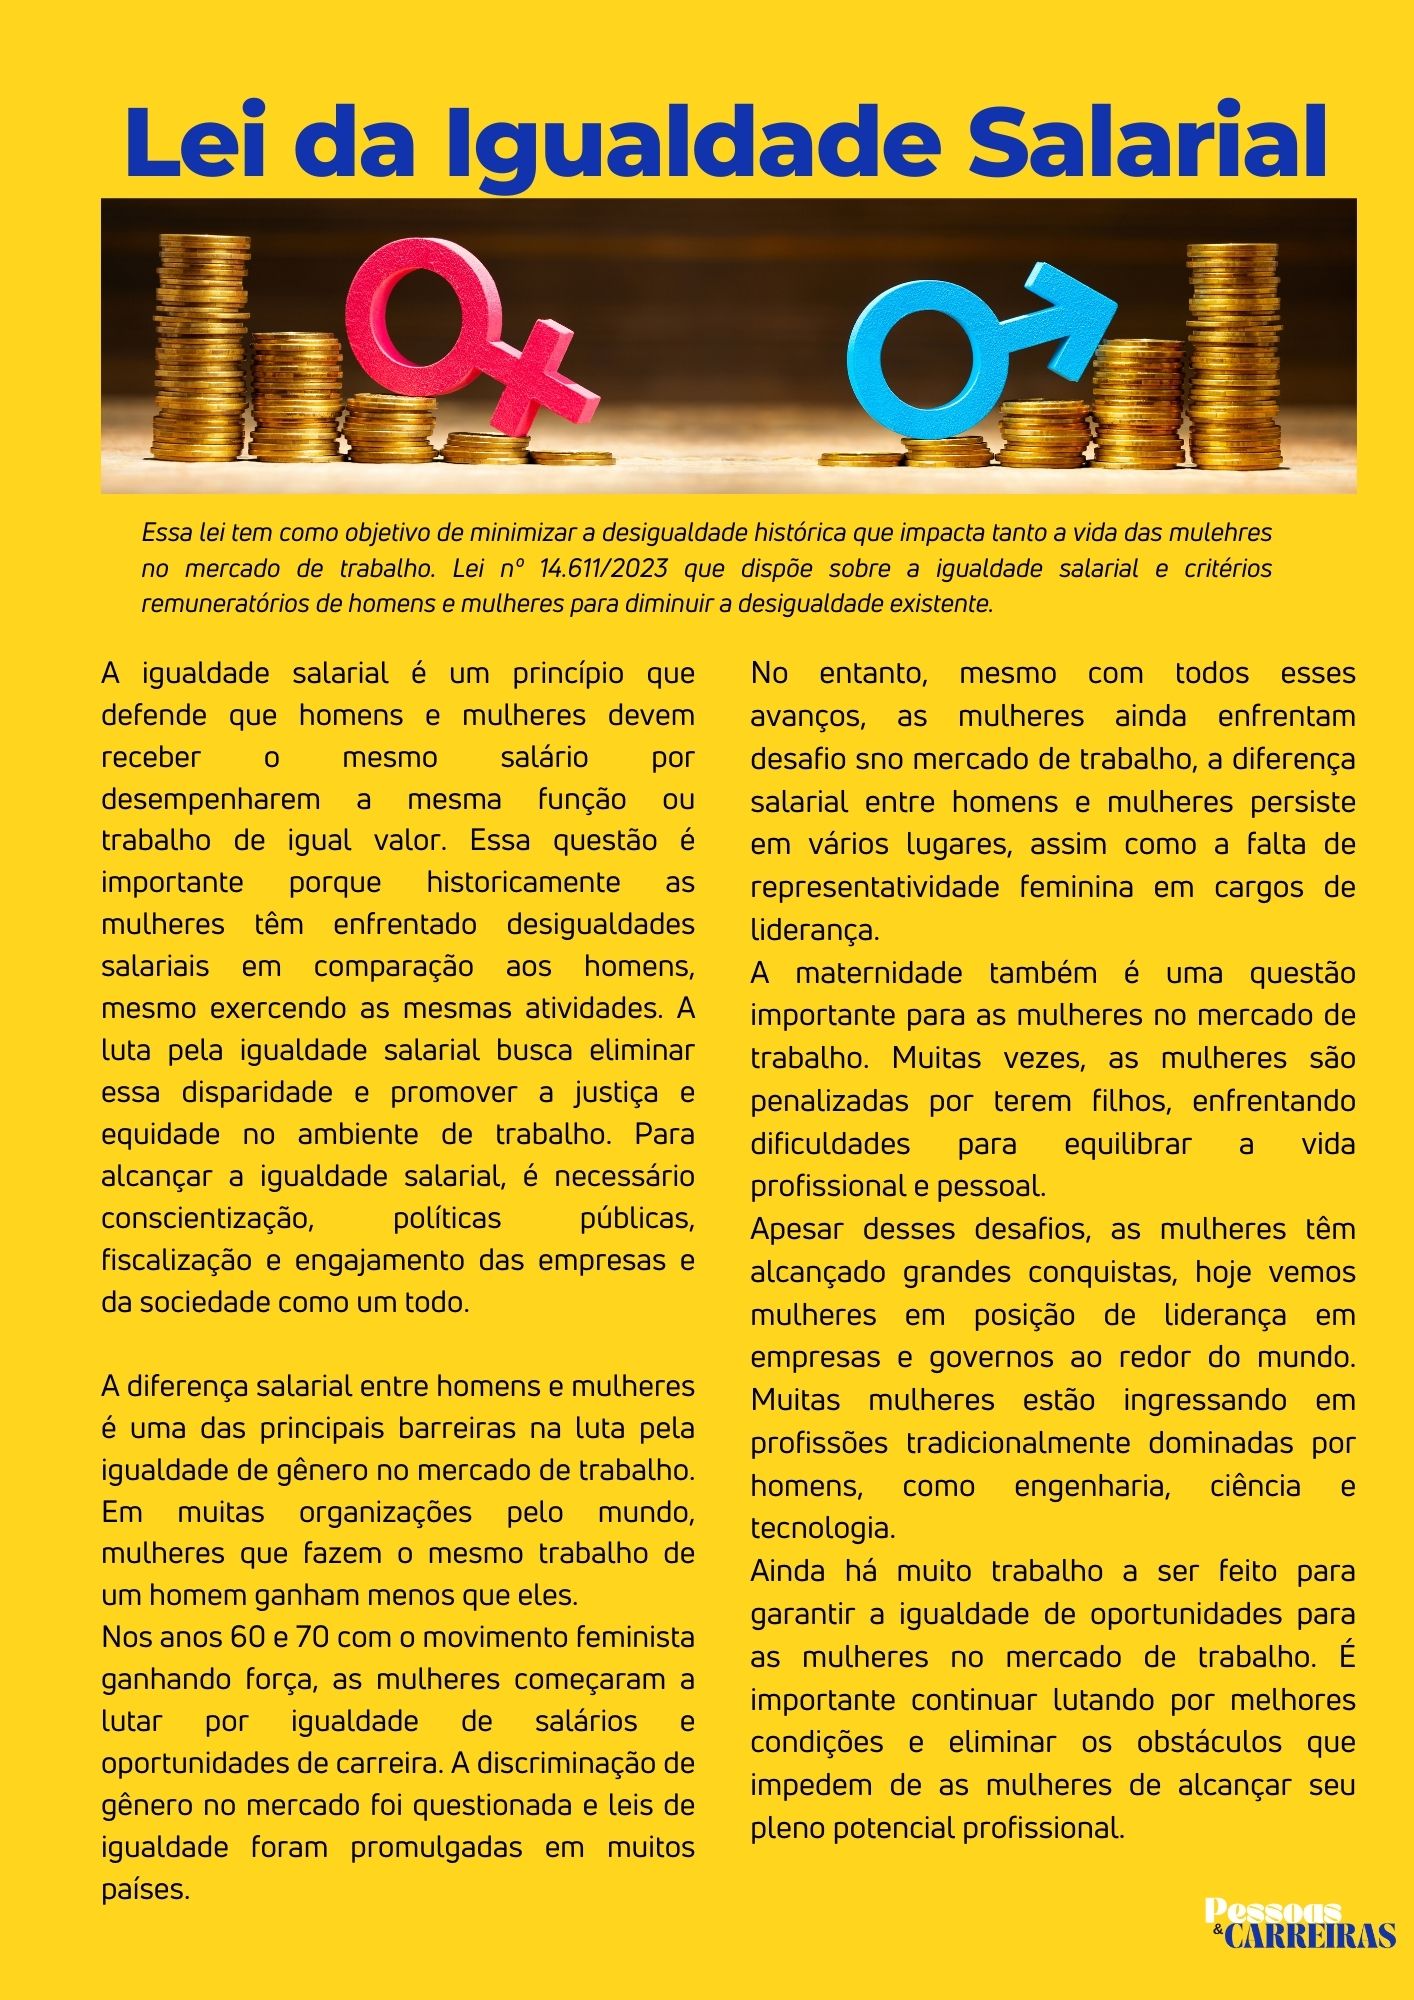 Lei da Igualdade Salarial
Essa lei tem como objetivo de minimizar a desigualdade histórica que impacta tanto a vida das mulehres
no mercado de trabalho. Lei nº 14.611/2023 que dispõe sobre a igualdade salarial e critérios
remuneratórios de homens e mulheres para diminuir a desigualdade existente.
A igualdade salarial é um princípio que
defende que homens e mulheres devem
receber o mesmo salário por
desempenharem a mesma função ou
trabalho de igual valor. Essa questão é
importante porque historicamente as
mulheres têm enfrentado desigualdades
salariais em comparação aos homens,
mesmo exercendo as mesmas atividades. A
luta pela igualdade salarial busca eliminar
essa disparidade e promover a justiça e
equidade no ambiente de trabalho. Para
alcançar a igualdade salarial, é necessário
conscientização, políticas públicas,
fiscalização e engajamento das empresas e
da sociedade como um todo.
A diferença salarial entre homens e mulheres
é uma das principais barreiras na luta pela
igualdade de gênero no mercado de trabalho.
Em muitas organizações pelo mundo,
mulheres que fazem o mesmo trabalho de
um homem ganham menos que eles.
Nos anos 60 e 70 com o movimento feminista
ganhando força, as mulheres começaram a
lutar por igualdade de salários e
oportunidades de carreira. A discriminação de
gênero no mercado foi questionada e leis de
igualdade foram promulgadas em muitos
países.
No entanto, mesmo com todos esses
avanços, as mulheres ainda enfrentam
desafio sno mercado de trabalho, a diferença
salarial entre homens e mulheres persiste
em vários lugares, assim como a falta de
representatividade feminina em cargos de
liderança.
A maternidade também é uma questão
importante para as mulheres no mercado de
trabalho. Muitas vezes, as mulheres são
penalizadas por terem filhos, enfrentando
dificuldades para equilibrar a vida
profissional e pessoal.
Apesar desses desafios, as mulheres têm
alcançado grandes conquistas, hoje vemos
mulheres em posição de liderança em
empresas e governos ao redor do mundo.
Muitas mulheres estão ingressando em
profissões tradicionalmente dominadas por
homens, como engenharia, ciência e
tecnologia.
Ainda há muito trabalho a ser feito para
garantir a igualdade de oportunidades para
as mulheres no mercado de trabalho. É
importante continuar lutando por melhores
condições e eliminar os obstáculos que
impedem de as mulheres de alcançar seu
pleno potencial profissional.
Pessoas
&CARREIRAS